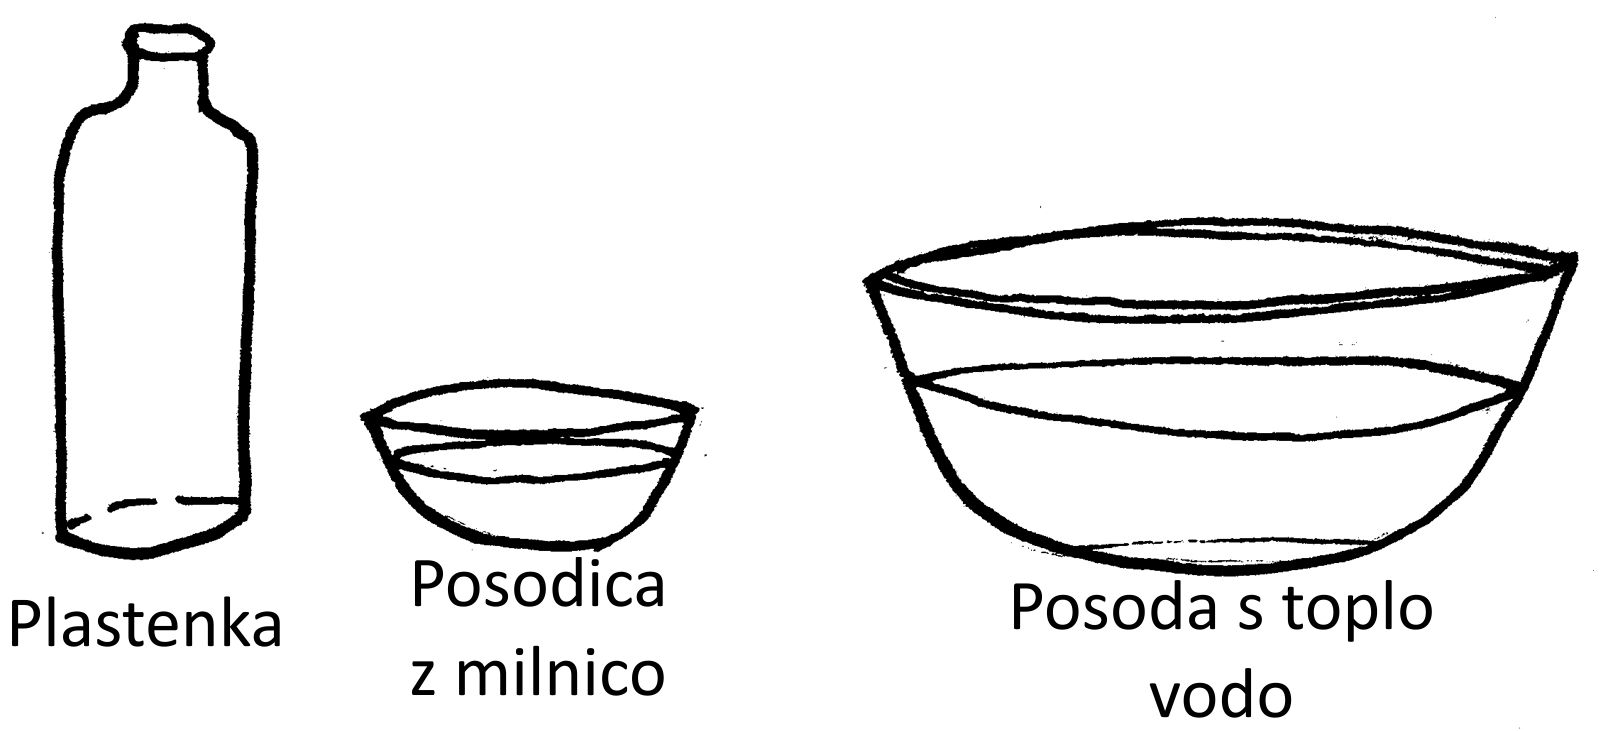 Plastenka
Posodica
z milnico
Posoda s toplo
vodo